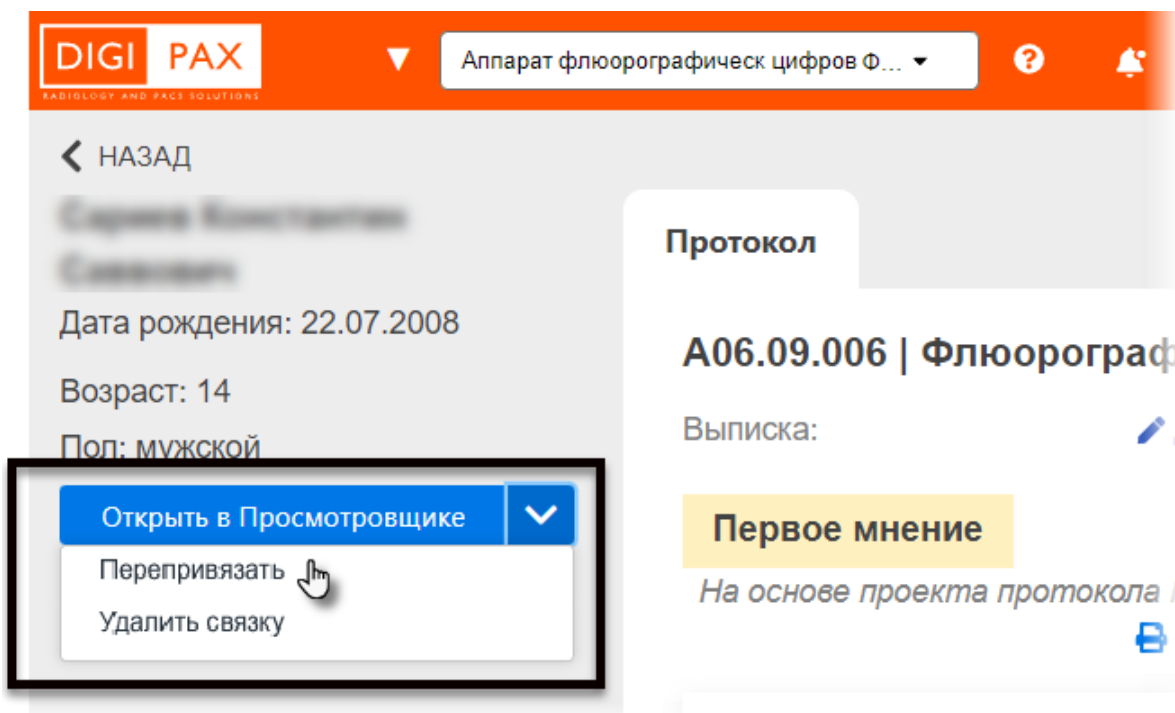 DIGI PAX
RADIOLOGY AND PACS SOLUTIONS
Аппарат флюорографическ цифров Ф...
НАЗАД
Дата рождения: 22.07.2008
Возраст: 14
Пол: мужской
Открыть в Просмотровщике
Перепривязать
Удалить связку
Протокол
A06.09.006 | Флюорограф
Выписка:
Первое мнение
На основе проекта протокола